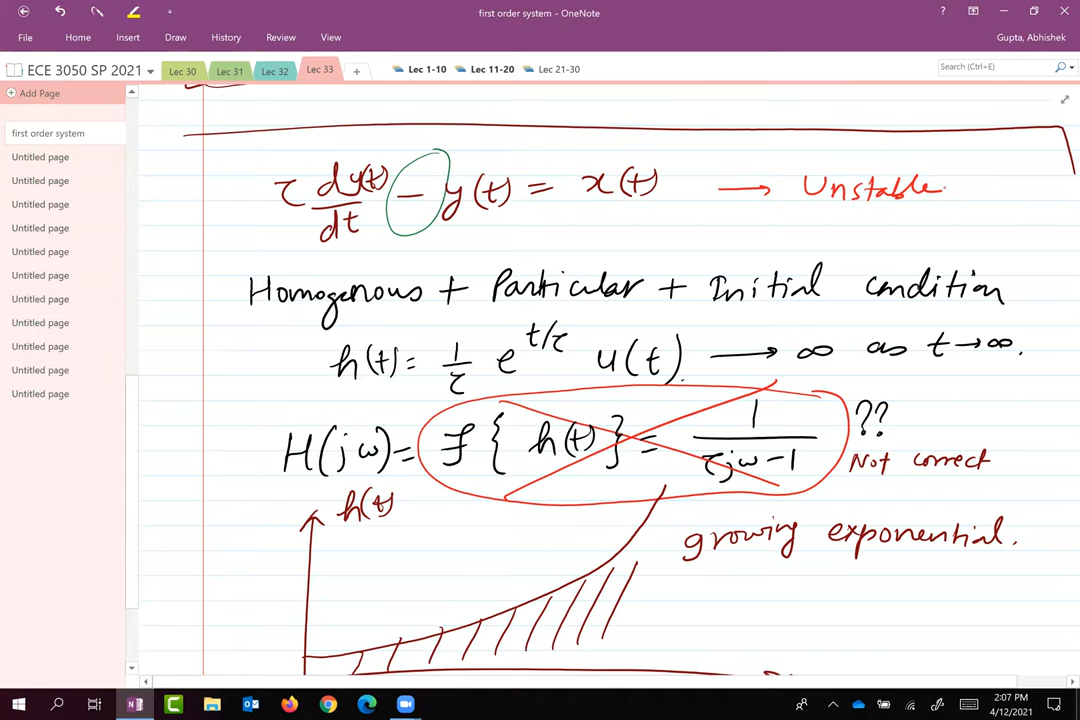 first order system - OneNote
? Gupta, Abhishek
File Home Insert Draw History Review View
ECE 3050 SP 2021 Lec 30 Lec 31 Lec 32 Lec 33 + Lec 1-10 Lec 11-20 Lec 21-30 Search (Ctrl+E)
Add Page
first order system
Untitled page
Untitled page
Untitled page
Untitled page
Untitled page
Untitled page
Untitled page
Untitled page
Untitled page
Untitled page
Untitled page
τ dy(t)/dt − y(t) = x(t) → Unstable.
Homogenous + Particular + Initial condition
h(t) = 1/τ e^{t/τ} u(t). → ∞ as t→∞.
H(jω) = F { h(t) } = 1/(τjω−1) ??
Not correct
h(t)
growing exponential.
2:07 PM
4/12/2021